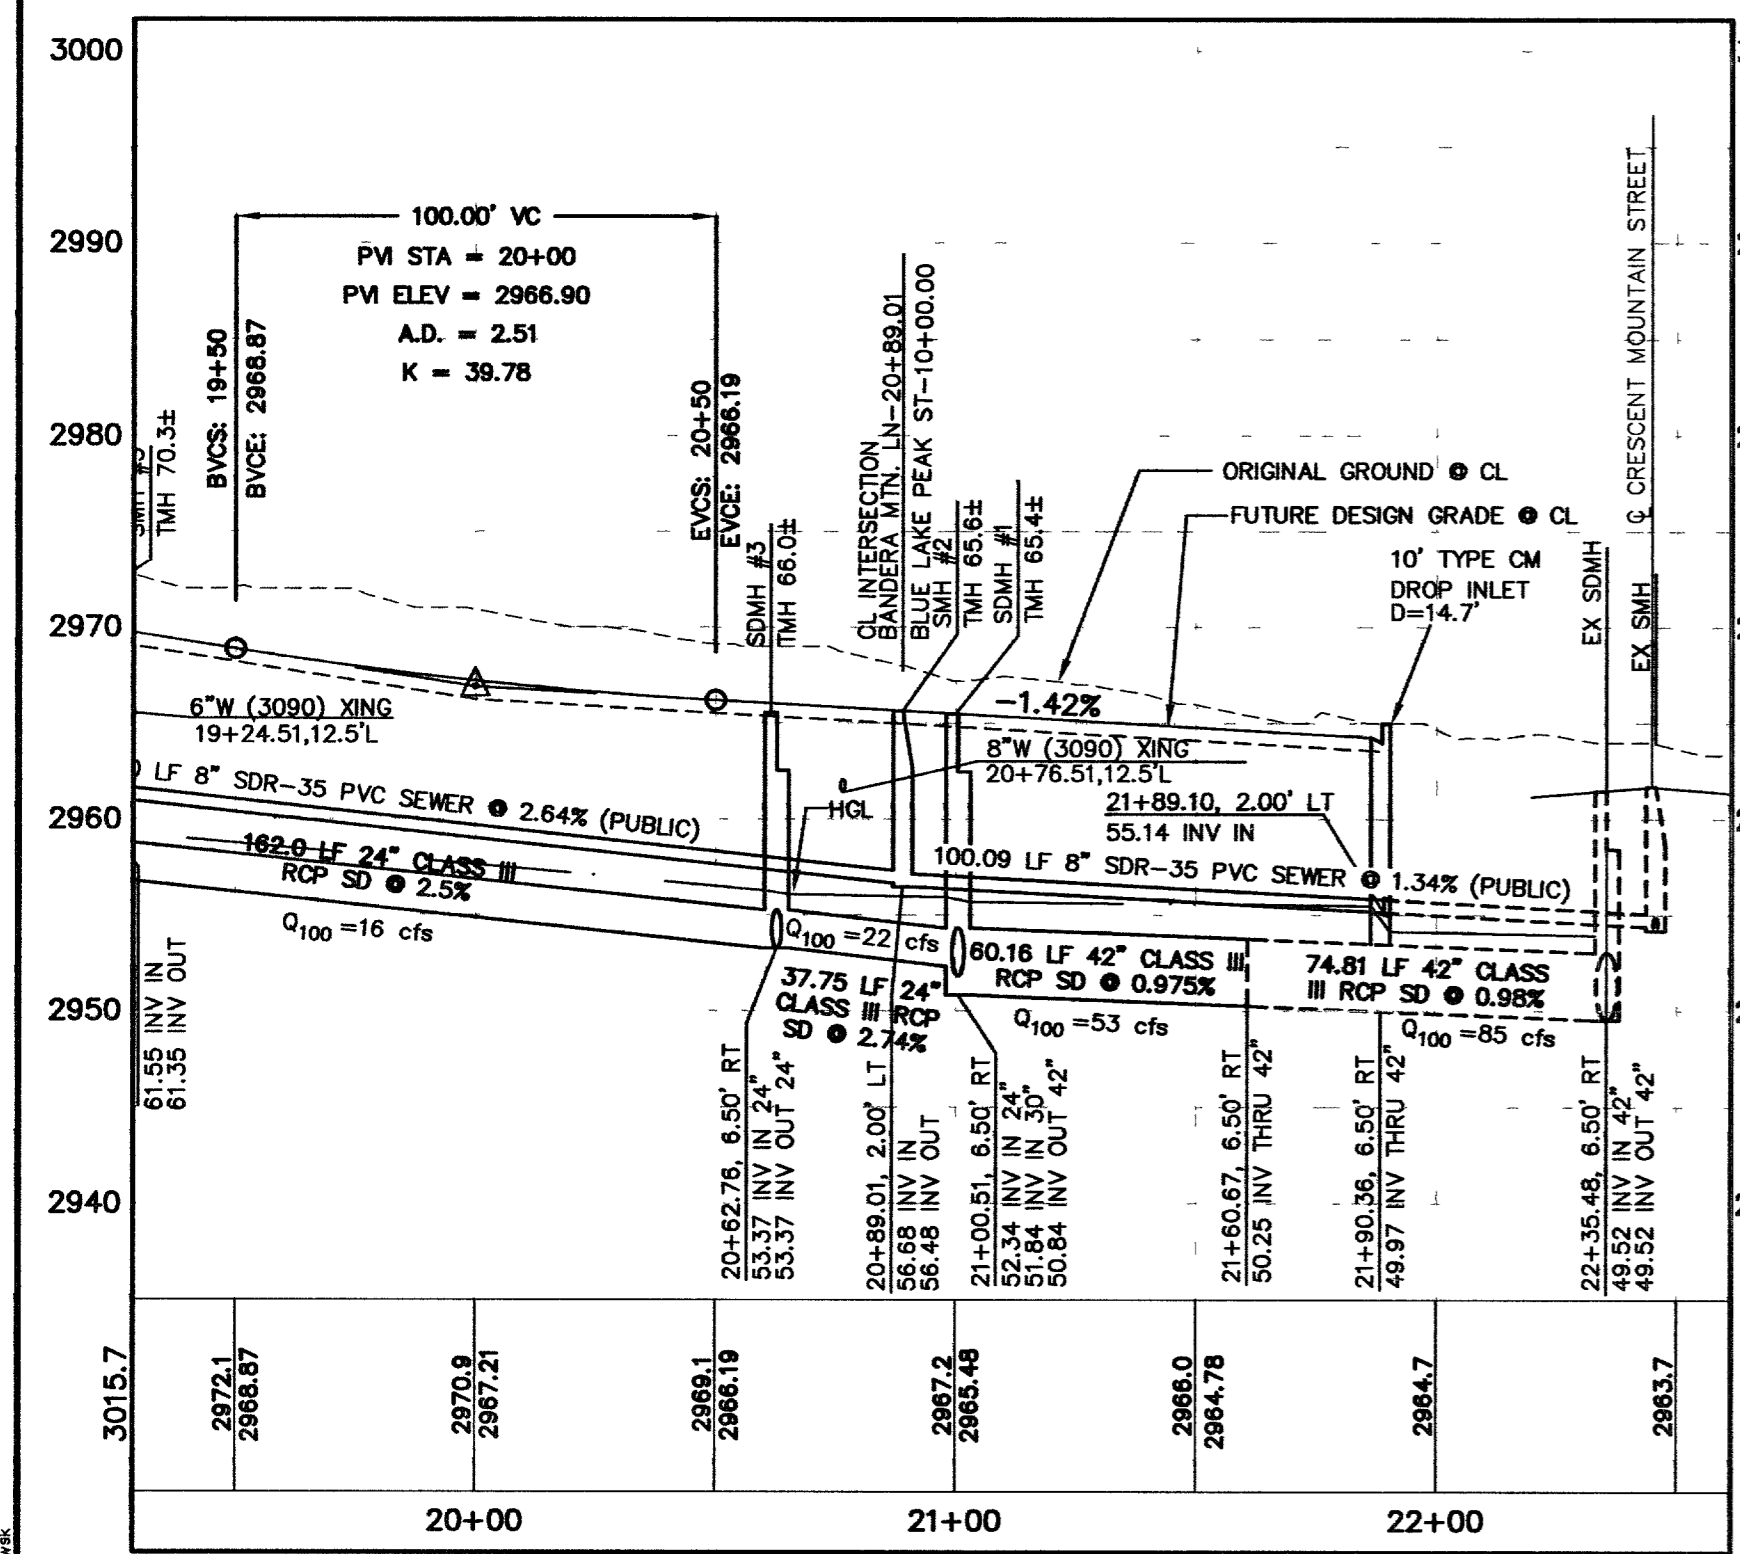 3000
2990
2980
2970
2960
2950
2940
100.00' VC
PVI STA = 20+00
PVI ELEV = 2966.90
A.D. = 2.51
K = 39.78
TMH 70.3±
BVCS: 19+50
BVCE: 2968.87
EVCS: 20+50
EVCE: 2966.19
SDMH #3
TMH 66.0±
CL INTERSECTION
BANDERA MTN. LN-20+89.01
BLUE LAKE PEAK ST-10+00.00
SMH #2
TMH 65.6±
SDMH #1
TMH 65.4±
ORIGINAL GROUND @ CL
FUTURE DESIGN GRADE @ CL
10' TYPE CM
DROP INLET
D=14.7'
EX SDMH
EX SMH
℄ CRESCENT MOUNTAIN STREET
-1.42%
6"W (3090) XING
19+24.51,12.5'L
8"W (3090) XING
20+76.51,12.5'L
HGL
21+89.10, 2.00' LT
55.14 INV IN
LF 8" SDR-35 PVC SEWER @ 2.64% (PUBLIC)
100.09 LF 8" SDR-35 PVC SEWER @ 1.34% (PUBLIC)
162.0 LF 24" CLASS III
RCP SD @ 2.5%
Q100 =16 cfs
Q100 =22 cfs
37.75 LF 24"
CLASS III RCP
SD @ 2.74%
60.16 LF 42" CLASS III
RCP SD @ 0.975%
Q100 =53 cfs
74.81 LF 42" CLASS
III RCP SD @ 0.98%
Q100 =85 cfs
61.55 INV IN
61.35 INV OUT
20+62.76, 6.50' RT
53.37 INV IN 24"
53.37 INV OUT 24"
20+89.01, 2.00' LT
56.68 INV IN
56.48 INV OUT
21+00.51, 6.50' RT
52.34 INV IN 24"
51.84 INV IN 30"
50.84 INV OUT 42"
21+60.67, 6.50' RT
50.25 INV THRU 42"
21+90.36, 6.50' RT
49.97 INV THRU 42"
22+35.48, 6.50' RT
49.52 INV IN 42"
49.52 INV OUT 42"
3015.7
2972.1
2968.87
2970.9
2967.21
2969.1
2966.19
2967.2
2965.48
2966.0
2964.78
2964.7
2963.7
20+00
21+00
22+00